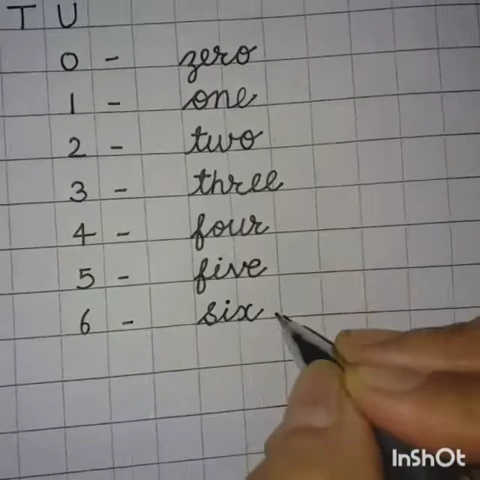 T U
0 - zero
1 - one
2 - two
3 - three
4 - four
5 - five
6 - six
InShOt